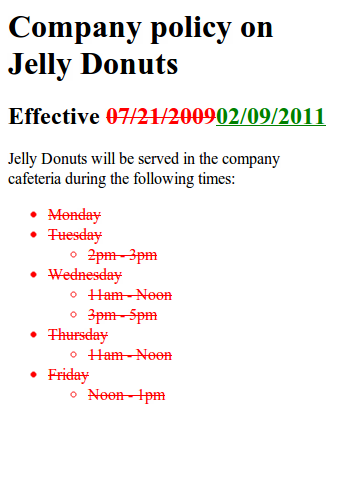 Company policy on
Jelly Donuts
Effective 07/21/200902/09/2011
Jelly Donuts will be served in the company
cafeteria during the following times:
Monday
Tuesday
2pm - 3pm
Wednesday
11am - Noon
3pm - 5pm
Thursday
11am - Noon
Friday
Noon - 1pm